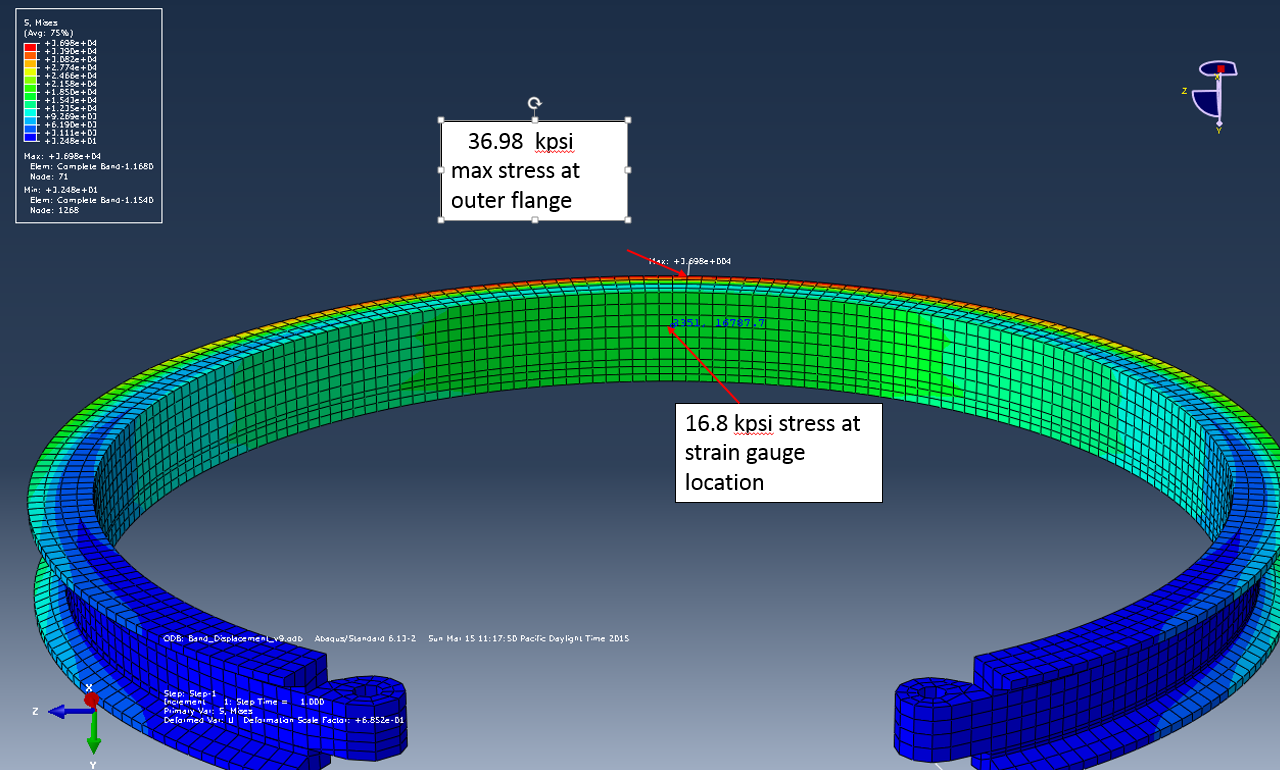 S, Mises
(Avg: 75%)
+3.698e+04
+3.390e+04
+3.082e+04
+2.774e+04
+2.466e+04
+2.158e+04
+1.850e+04
+1.543e+04
+1.235e+04
+9.269e+03
+6.190e+03
+3.111e+03
+3.248e+01
Max: +3.698e+04
Elem: Complete Band-1.1680
Node: 71
Min: +3.248e+01
Elem: Complete Band-1.1540
Node: 1268
Z
Y
36.98 kpsi
max stress at
outer flange
Max: +3.698e+004
16787.7
16.8 kpsi stress at
strain gauge
location
ODB: Band_Displacement_v9.odb Abaqus/Standard 6.13-2 Sun Mar 15 11:17:50 Pacific Daylight Time 2015
X
Z
Y
Step: Step-1
Increment 1: Step Time = 1.000
Primary Var: S, Mises
Deformed Var: U Deformation Scale Factor: +6.852e-01